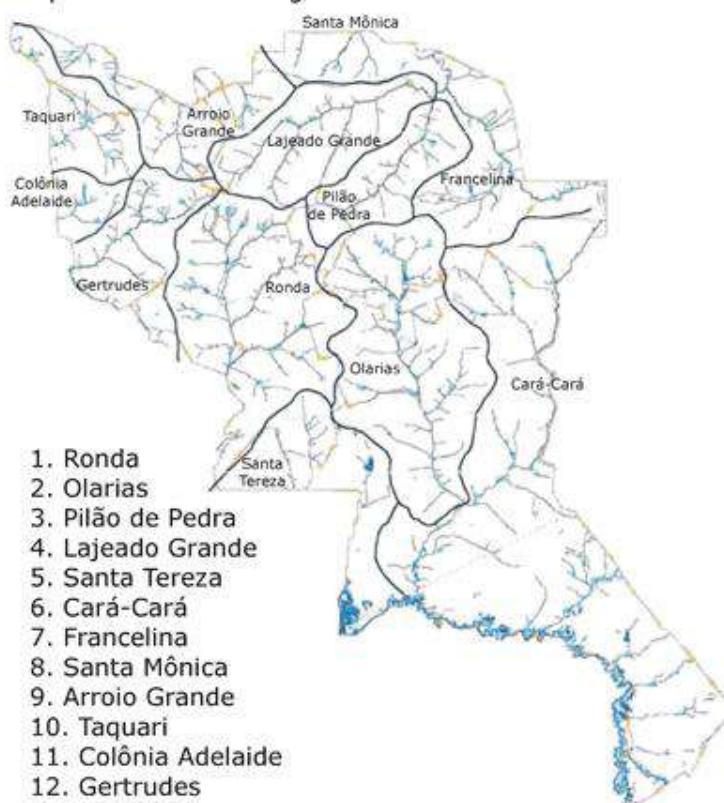 Santa Mônica
Taquari
Arroio
Grande
Lajeado Grande
Colônia
Adelaide
Francelina
Pilão
de Pedra
Gertrudes
Ronda
Olarias
Cará-Cará
Santa
Tereza
1. Ronda
2. Olarias
3. Pilão de Pedra
4. Lajeado Grande
5. Santa Tereza
6. Cará-Cará
7. Francelina
8. Santa Mônica
9. Arroio Grande
10. Taquari
11. Colônia Adelaide
12. Gertrudes